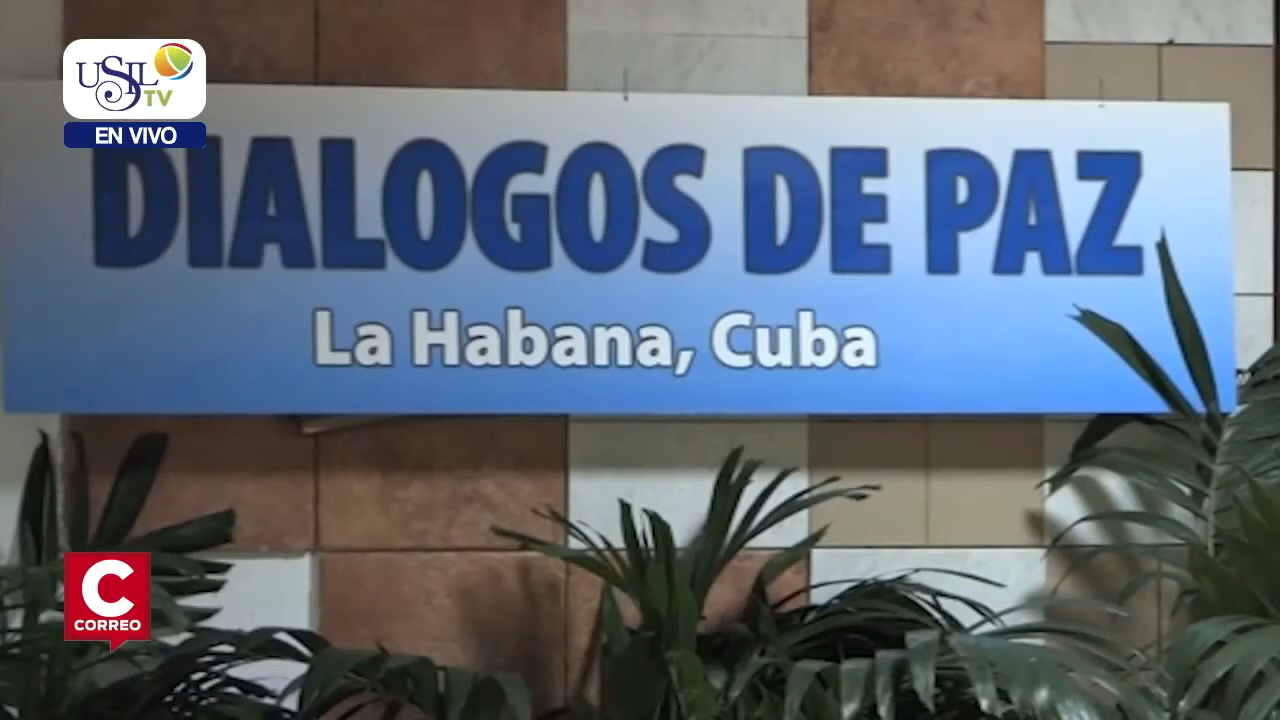 USIL
TV
EN VIVO
DIALOGOS DE PAZ
La Habana, Cuba
C
CORREO